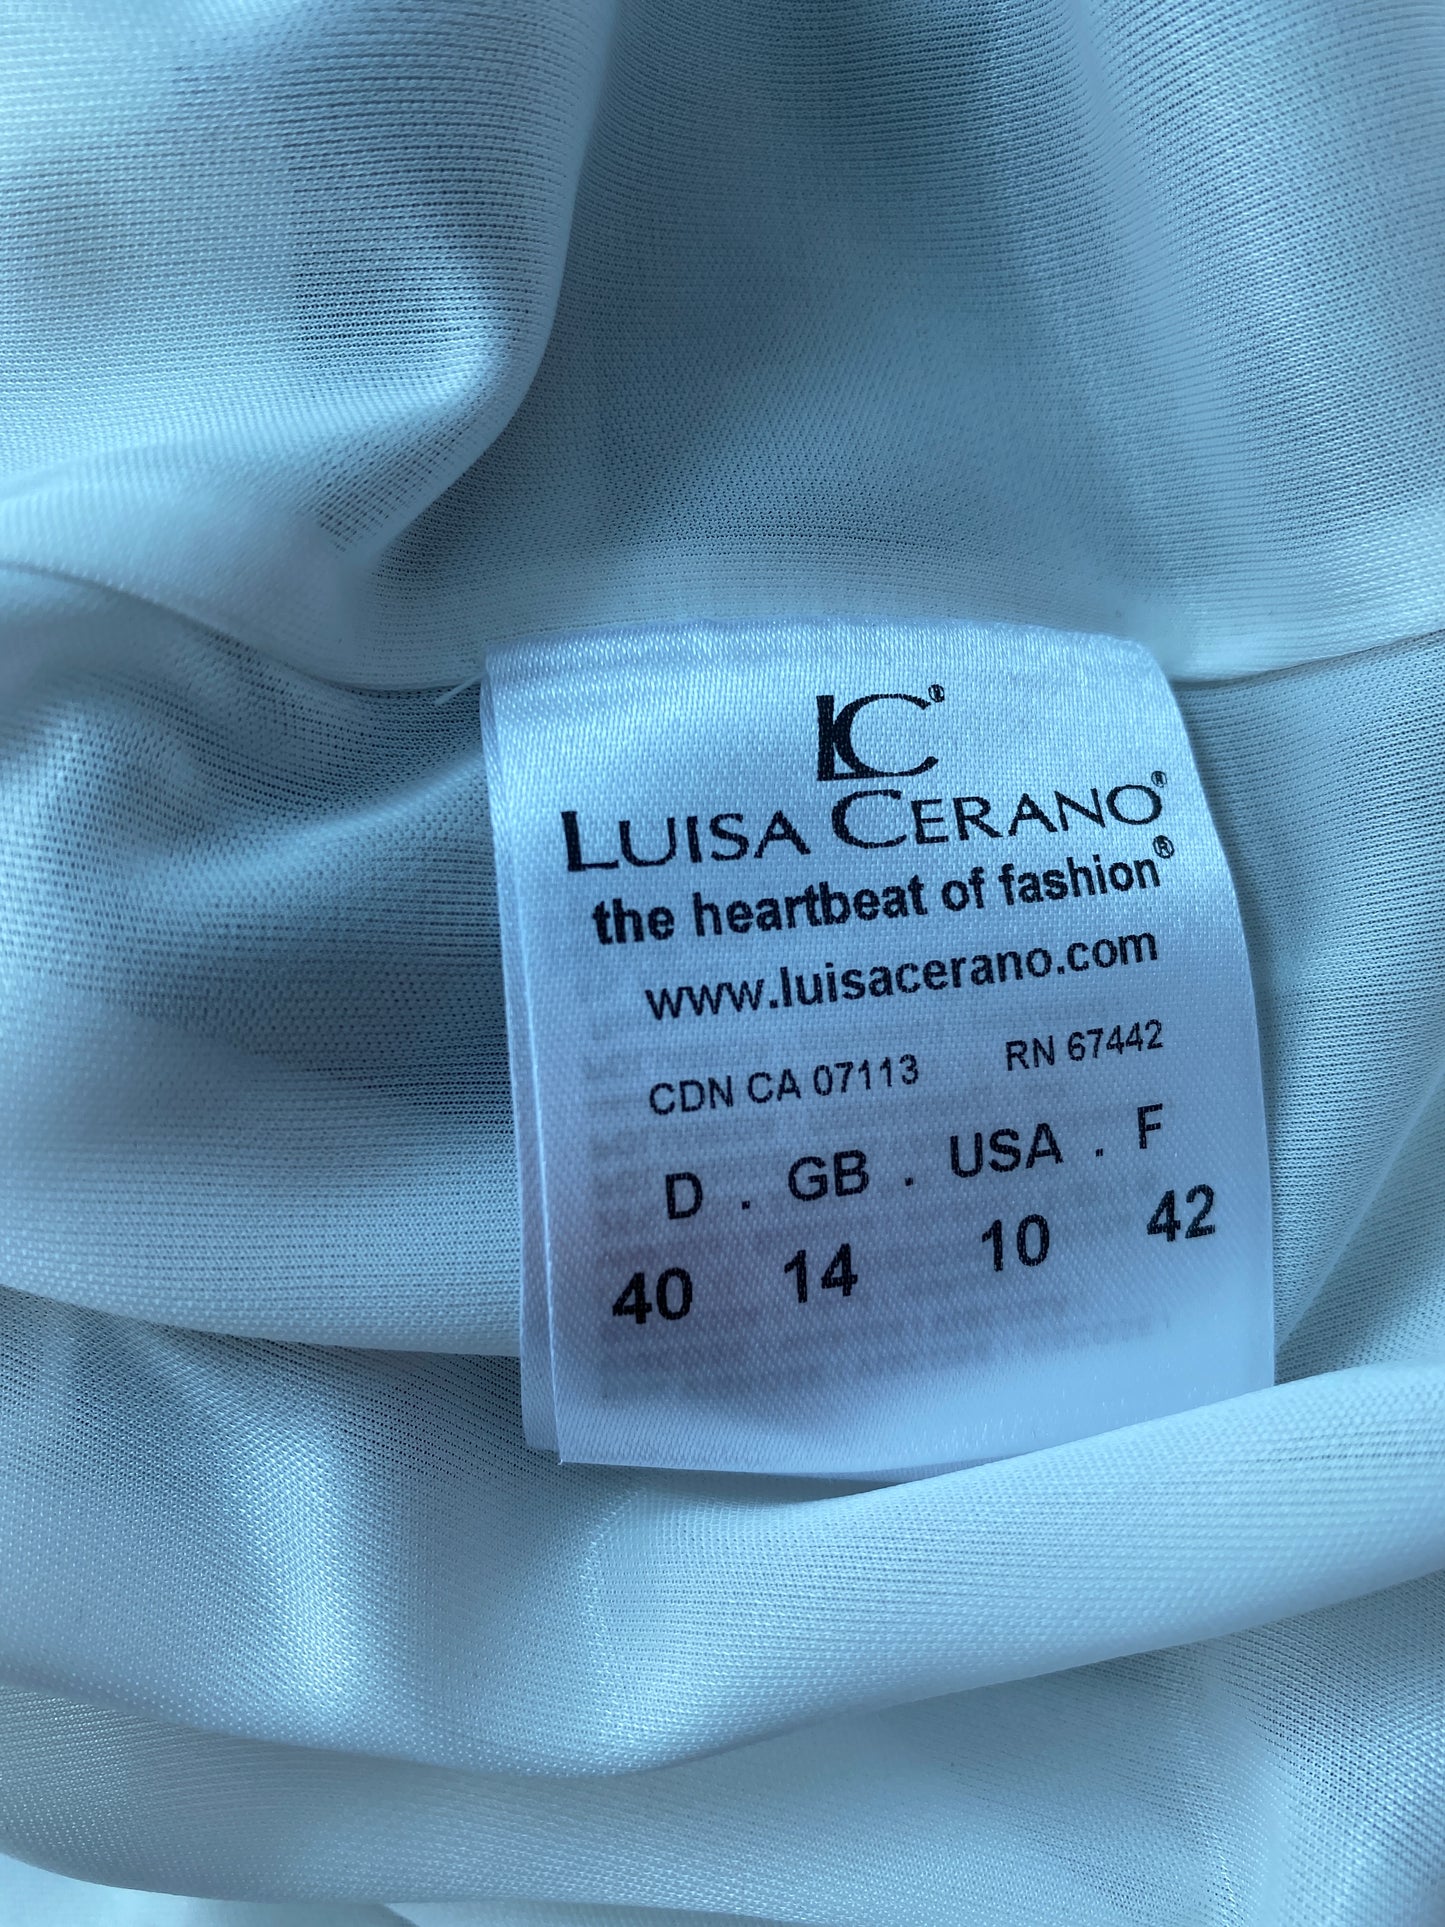 LC®
LUISA CERANO®
the heartbeat of fashion®
www.luisacerano.com
CDN CA 07113 RN 67442
D . GB . USA . F
40 14 10 42